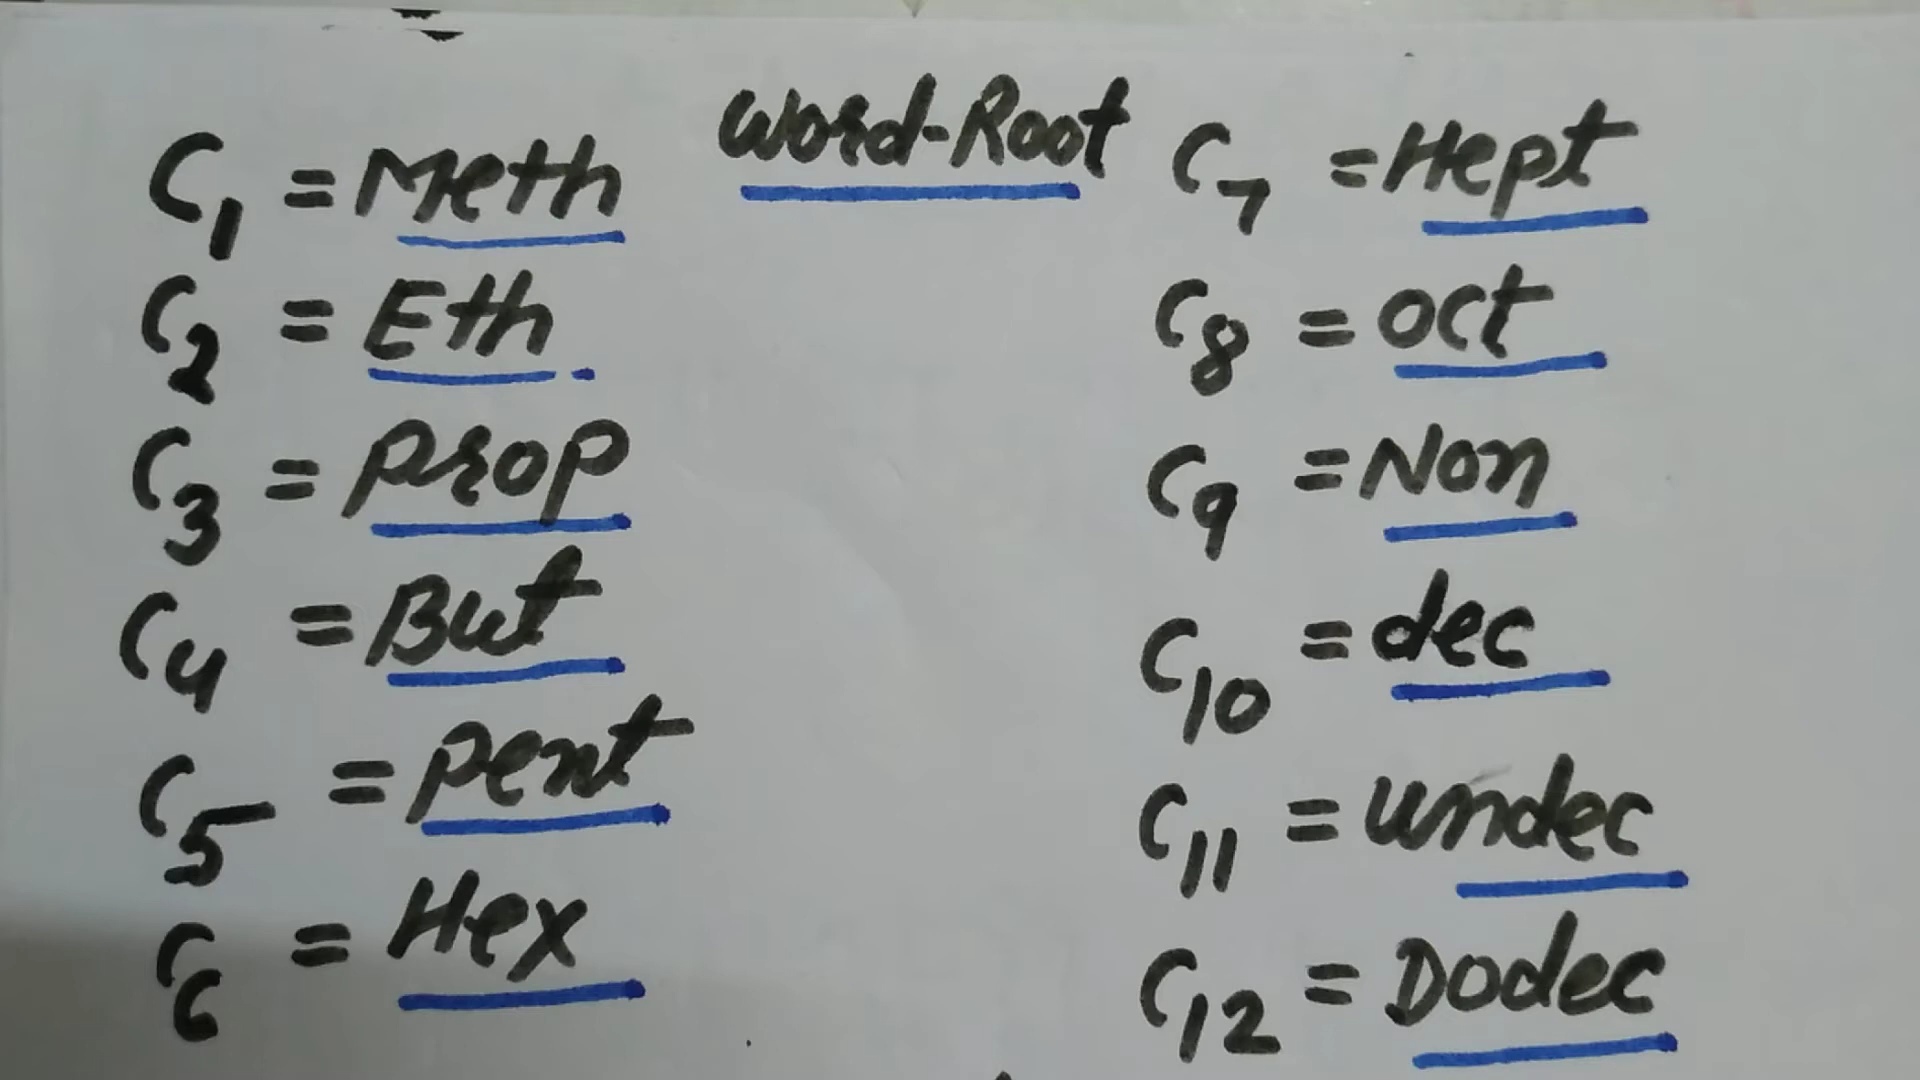 Word-Root
C1 = Meth
C2 = Eth
C3 = Prop
C4 = But
C5 = Pent
C6 = Hex
C7 = Hept
C8 = oct
C9 = Non
C10 = dec
C11 = undec
C12 = Dodec